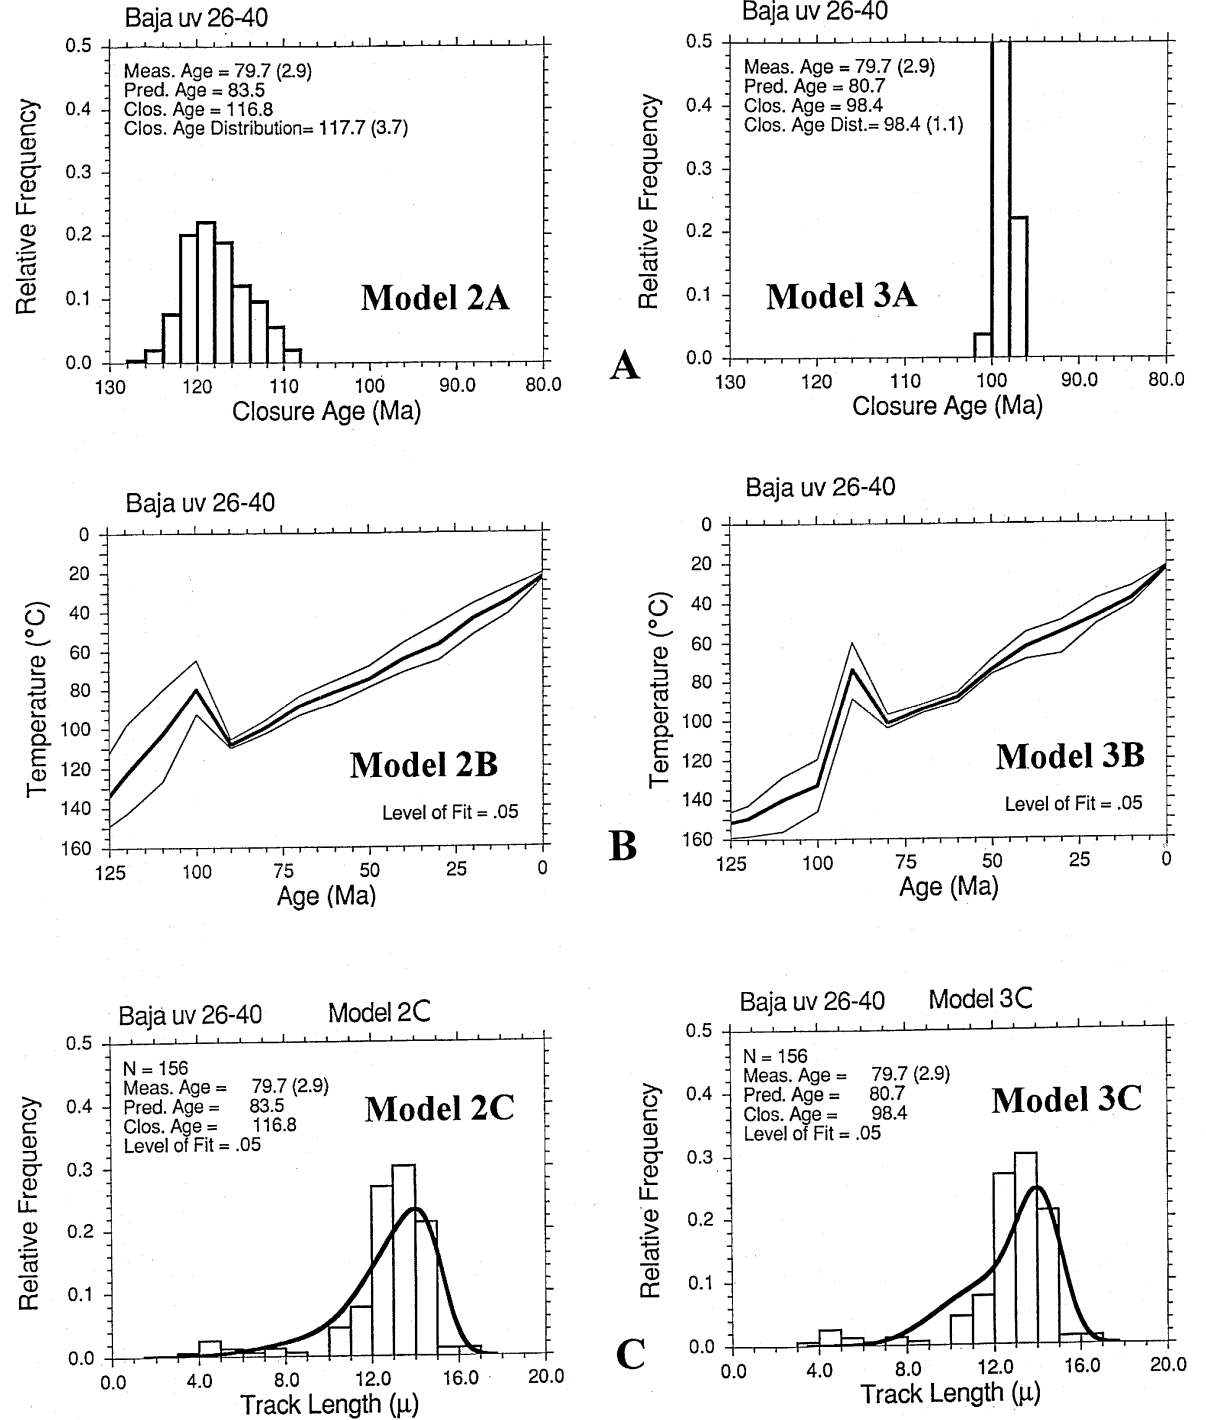 Baja uv 26-40
0.5
0.4
0.3
0.2
0.1
0.0
Relative Frequency
Meas. Age = 79.7 (2.9)
Pred. Age = 83.5
Clos. Age = 116.8
Clos. Age Distribution= 117.7 (3.7)
Model 2A
130 120 110 100 90.0 80.0
Closure Age (Ma)
Baja uv 26-40
0.5
0.4
0.3
0.2
0.1
0.0
Relative Frequency
Meas. Age = 79.7 (2.9)
Pred. Age = 80.7
Clos. Age = 98.4
Clos. Age Dist.= 98.4 (1.1)
Model 3A
130 120 110 100 90.0 80.0
Closure Age (Ma)
A
Baja uv 26-40
0
20
40
60
80
100
120
140
160
Temperature (°C)
Model 2B
Level of Fit = .05
125 100 75 50 25 0
Age (Ma)
Baja uv 26-40
0
20
40
60
80
100
120
140
160
Temperature (°C)
Model 3B
Level of Fit = .05
125 100 75 50 25 0
Age (Ma)
B
Baja uv 26-40 Model 2C
0.5
0.4
0.3
0.2
0.1
0.0
Relative Frequency
N = 156
Meas. Age = 79.7 (2.9)
Pred. Age = 83.5
Clos. Age = 116.8
Level of Fit = .05
Model 2C
0.0 4.0 8.0 12.0 16.0 20.0
Track Length (μ)
Baja uv 26-40 Model 3C
0.5
0.4
0.3
0.2
0.1
0.0
Relative Frequency
N = 156
Meas. Age = 79.7 (2.9)
Pred. Age = 80.7
Clos. Age = 98.4
Level of Fit = .05
Model 3C
0.0 4.0 8.0 12.0 16.0 20.0
Track Length (μ)
C